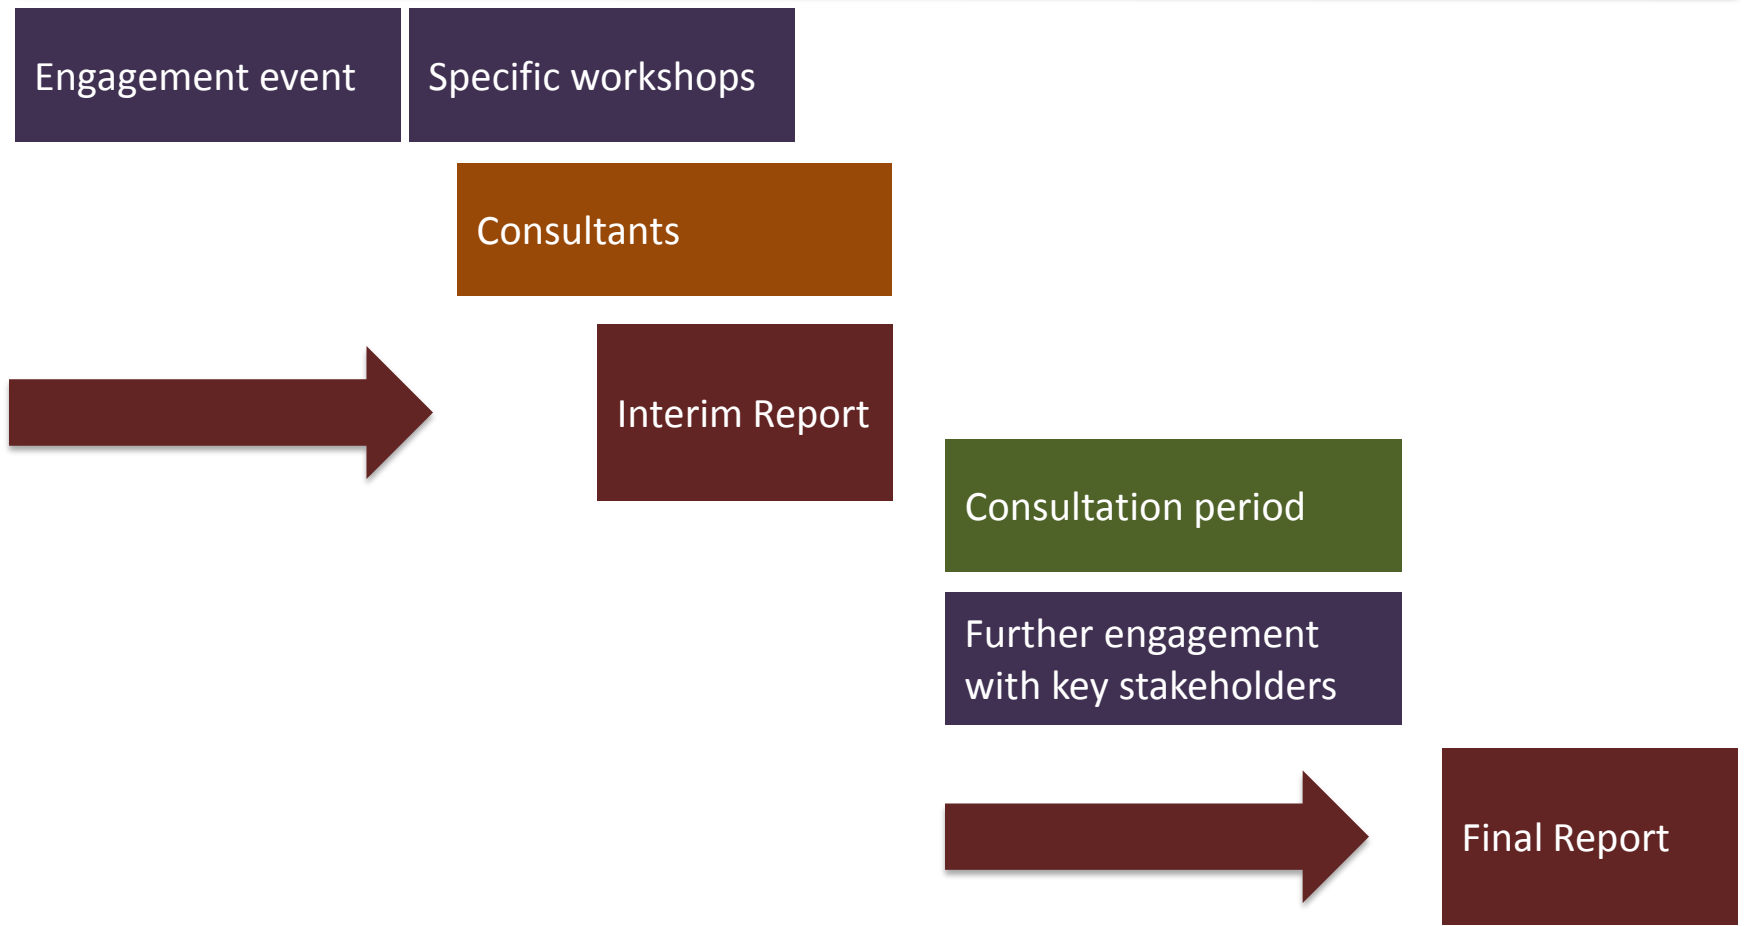 Engagement event
Specific workshops
Consultants
Interim Report
Consultation period
Further engagement
with key stakeholders
Final Report